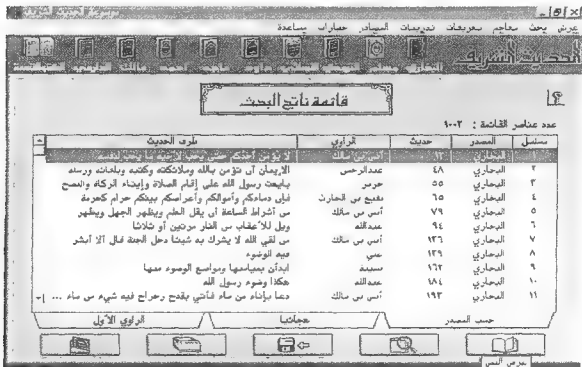 عرض بحث معاجم تعريفات تدريبات المصادر خيارات مساعدة
الحديث الشريف
قائمة ناتج البحث
عدد عناصر القائمة : ٩٠٠٢
مسلسل المصدر حديث الراوي طرف الحديث
١ البخاري ١٢ أنس بن مالك لا يؤمن أحدكم حتى يحب لأخيه ما يحب لنفسه
٢ البخاري ٤٨ عبدالرحمن الإيمان أن تؤمن بالله وملائكته وكتبه وبلقائه ورسله
٣ البخاري ٥٥ جرير بايعت رسول الله على إقام الصلاة وإيتاء الزكاة والنصح
٤ البخاري ٦٥ نفيع بن الحارث فإن دماءكم وأموالكم وأعراضكم بينكم حرام كحرمة
٥ البخاري ٧٩ أنس بن مالك من أشراط الساعة أن يقل العلم ويظهر الجهل ويظهر
٦ البخاري ٩٤ عبدالله ويل للأعقاب من النار مرتين أو ثلاثا
٧ البخاري ١٢٦ أنس بن مالك من لقي الله لا يشرك به شيئا دخل الجنة قال ألا أبشر
٨ البخاري ١٢٩ علي فيه الوضوء
٩ البخاري ١٦٢ نسيبة ابدأن بميامنها ومواضع الوضوء منها
١٠ البخاري ١٨٤ عبدالله هكذا وضوء رسول الله
١١ البخاري ١٩٣ أنس بن مالك دعا بإناء من ماء فأتي بقدح رحراح فيه شيء من ماء ...
حسب المصدر هجائيا الراوي الأول
عرض النص